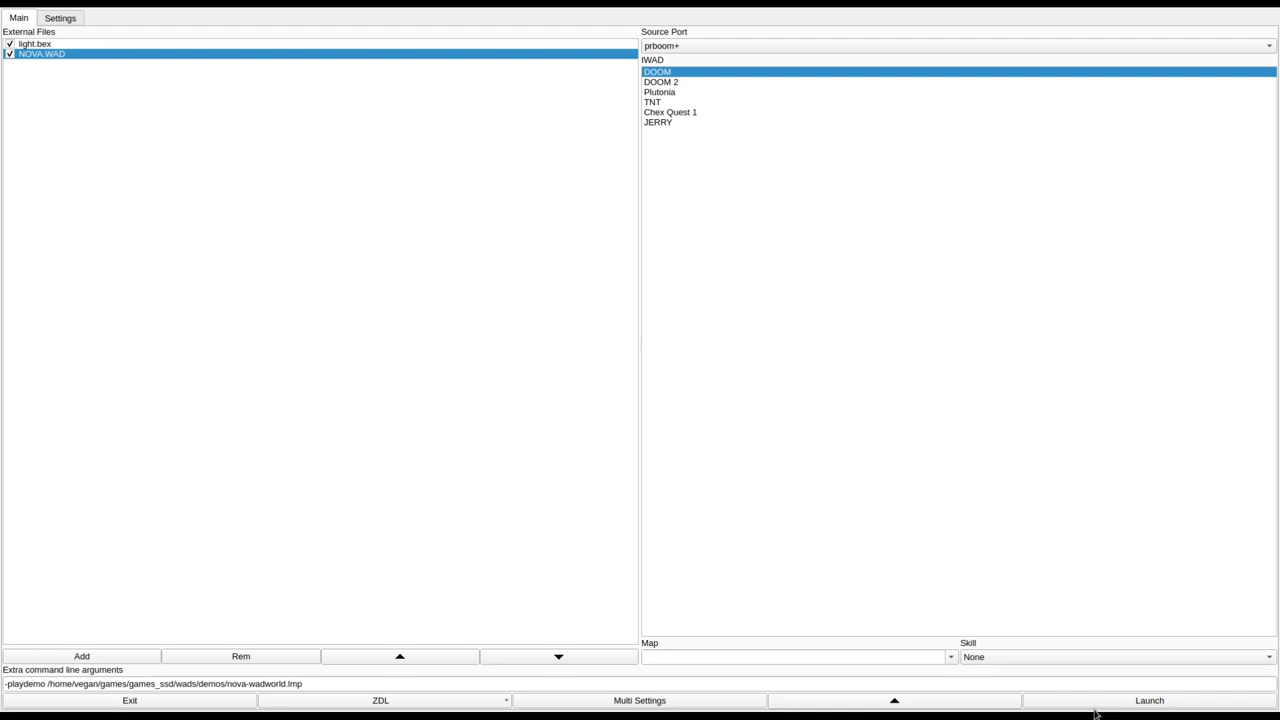 Main Settings
External Files
light.bex
NOVA.WAD
Source Port
prboom+
IWAD
DOOM
DOOM 2
Plutonia
TNT
Chex Quest 1
JERRY
Map Skill
None
Add Rem
Extra command line arguments
-playdemo /home/vegan/games/games_ssd/wads/demos/nova-wadworld.lmp
Exit ZDL Multi Settings Launch